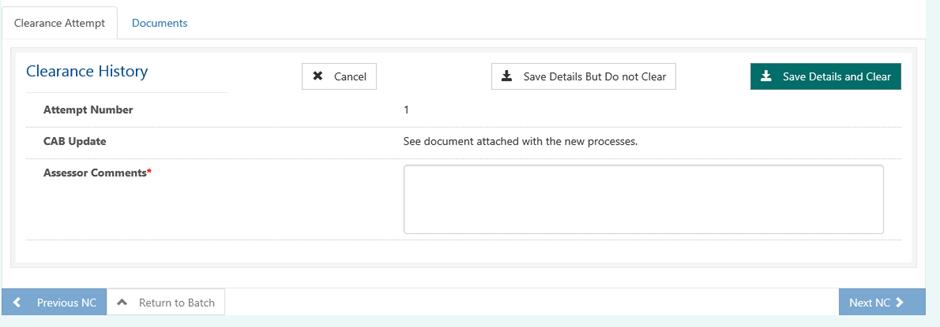 Clearance Attempt
Documents
Clearance History
Cancel
Save Details But Do not Clear
Save Details and Clear
Attempt Number
1
CAB Update
See document attached with the new processes.
Assessor Comments*
Previous NC
Return to Batch
Next NC